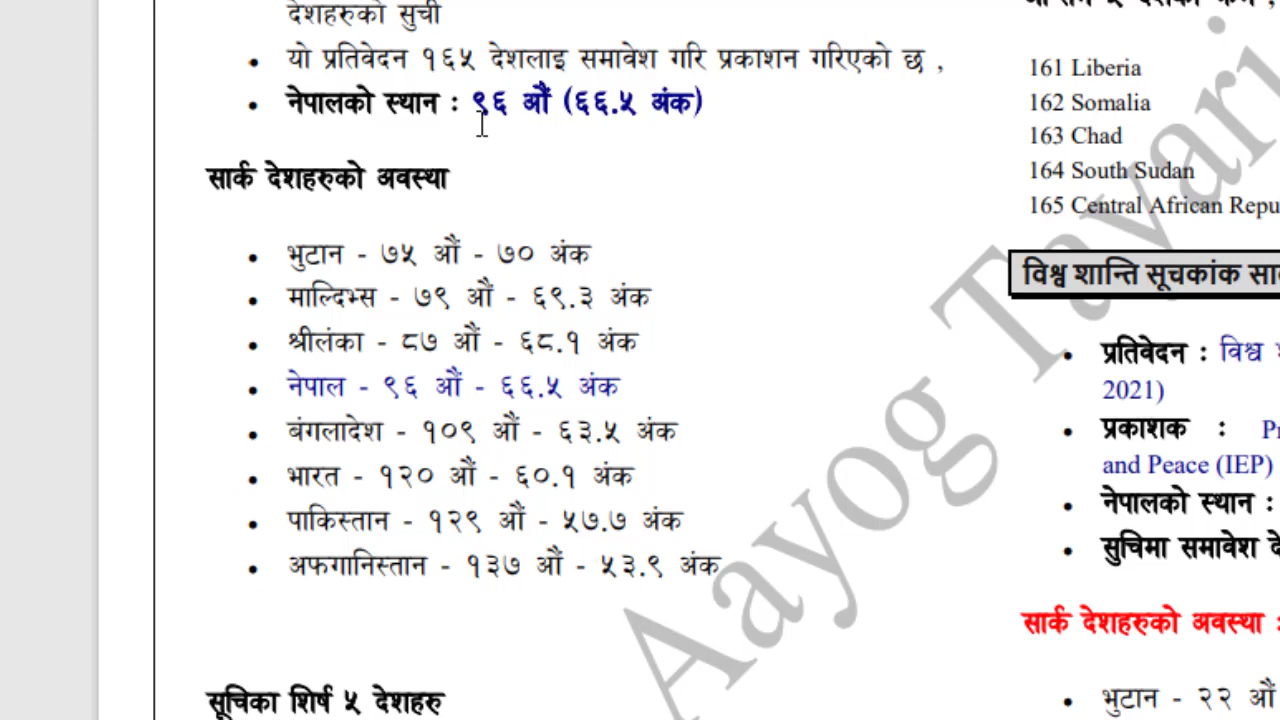 देशहरुको सुची
• यो प्रतिवेदन १६५ देशलाइ समावेश गरि प्रकाशन गरिएको छ ,
• नेपालको स्थान : ९६ औं (६६.५ अंक)
सार्क देशहरुको अवस्था
• भुटान - ७५ औं - ७० अंक
• माल्दिभ्स - ७९ औं - ६९.३ अंक
• श्रीलंका - ८७ औं - ६८.१ अंक
• नेपाल - ९६ औं - ६६.५ अंक
• बंगलादेश - १०९ औं - ६३.५ अंक
• भारत - १२० औं - ६०.१ अंक
• पाकिस्तान - १२९ औं - ५७.७ अंक
• अफगानिस्तान - १३७ औं - ५३.९ अंक
सूचिका शिर्ष ५ देशहरु
161 Liberia
162 Somalia
163 Chad
164 South Sudan
165 Central African Repu
विश्व शान्ति सूचकांक
• प्रतिवेदन : विश्व
2021)
• प्रकाशक :
and Peace (IEP)
• नेपालको स्थान :
• सुचिमा समावेश
सार्क देशहरुको अवस्था :
• भुटान - २२ औं
Aayog Tayari